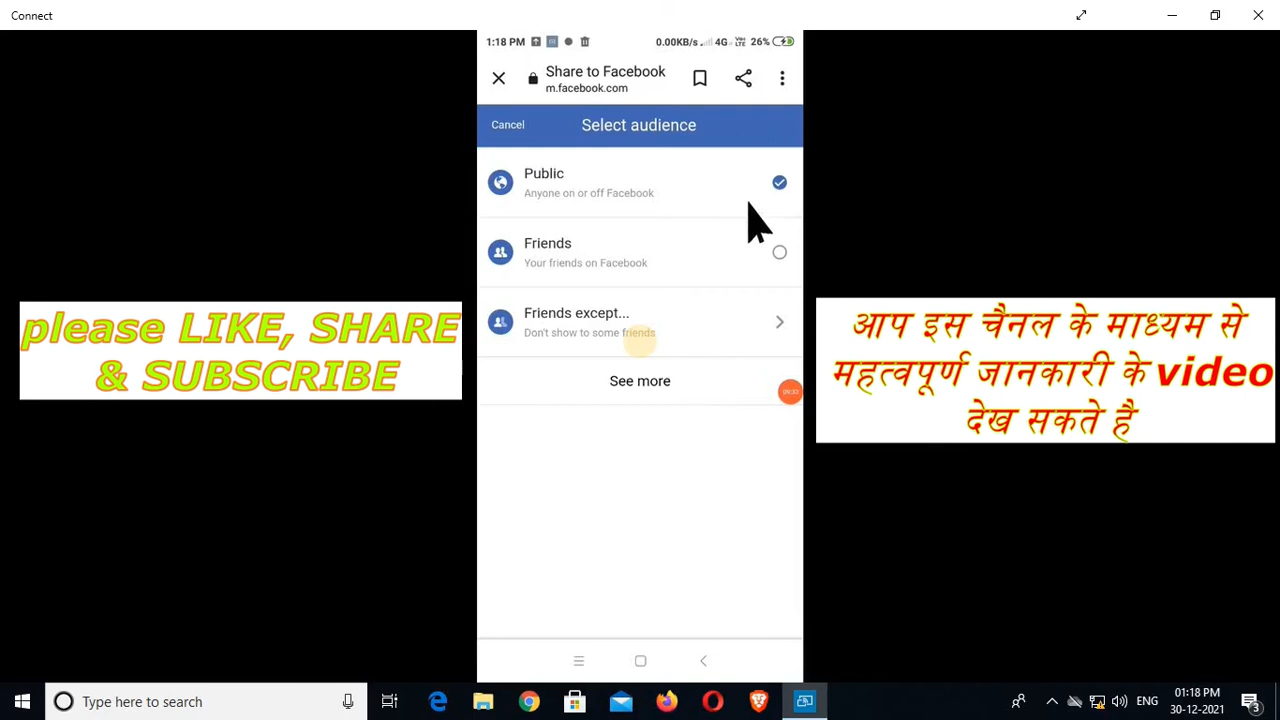 Connect
1:18 PM 0.00KB/s 4G 26%
Share to Facebook
m.facebook.com
Cancel Select audience
Public
Anyone on or off Facebook
Friends
Your friends on Facebook
Friends except...
Don't show to some friends
See more
please LIKE, SHARE
& SUBSCRIBE
आप इस चैनल के माध्यम से
महत्वपूर्ण जानकारी के video
देख सकते है
Type here to search
ENG
01:18 PM
30-12-2021
3